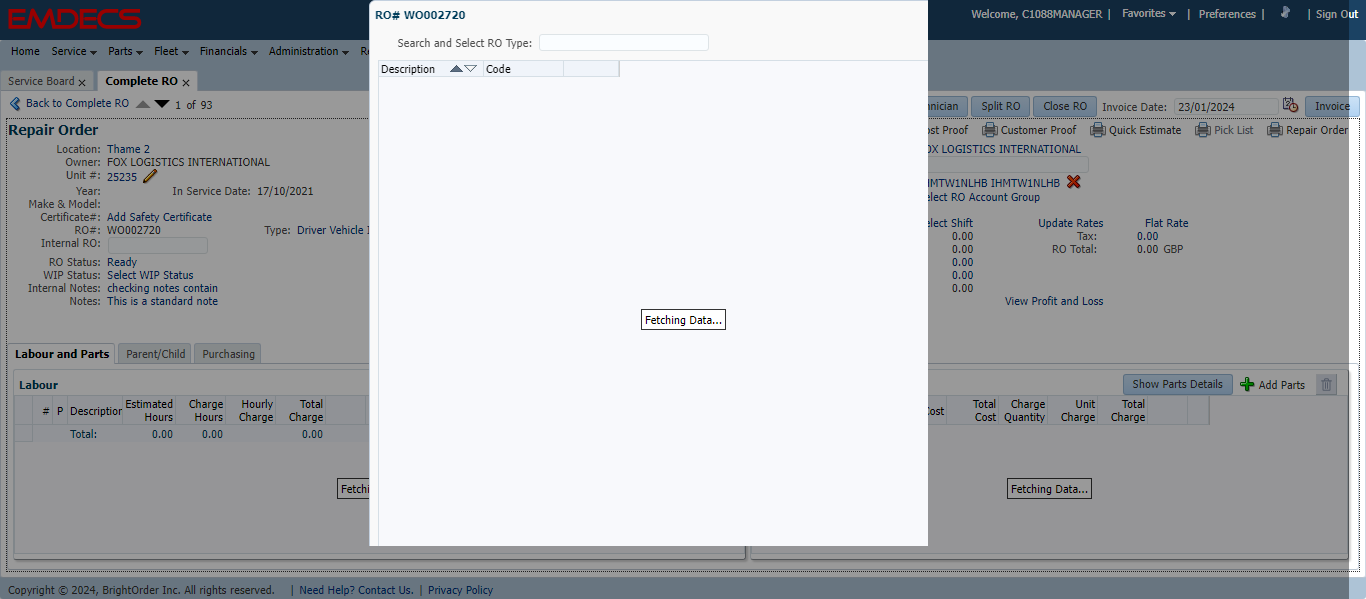 EMDECS
Welcome, C1088MANAGER | Favorites | Preferences | | Sign Out
Home Service Parts Fleet Financials Administration
Service Board x Complete RO x
Back to Complete RO 1 of 93
Split RO Close RO Invoice Date: 23/01/2024 Invoice
Proof Customer Proof Quick Estimate Pick List Repair Order
Repair Order
Location: Thame 2
Owner: FOX LOGISTICS INTERNATIONAL
Unit #: 25235
Year: In Service Date: 17/10/2021
Make & Model:
Certificate#: Add Safety Certificate
RO#: WO002720 Type: Driver Vehicle
Internal RO:
RO Status: Ready
WIP Status: Select WIP Status
Internal Notes: checking notes contain
Notes: This is a standard note
RO# WO002720
Search and Select RO Type:
Description Code
Fetching Data...
LOGISTICS INTERNATIONAL
HMTW1NLHB IHMTW1NLHB
RO Account Group
Shift Update Rates Flat Rate
0.00 Tax: 0.00
0.00 RO Total: 0.00 GBP
0.00
0.00
0.00
View Profit and Loss
Labour and Parts Parent/Child Purchasing
Labour
# P Description Estimated Hours Charge Hours Hourly Charge Total Charge
Total: 0.00 0.00 0.00
Show Parts Details Add Parts
Cost Total Cost Charge Quantity Unit Charge Total Charge
Fetching Data...
Copyright © 2024, BrightOrder Inc. All rights reserved. | Need Help? Contact Us. | Privacy Policy